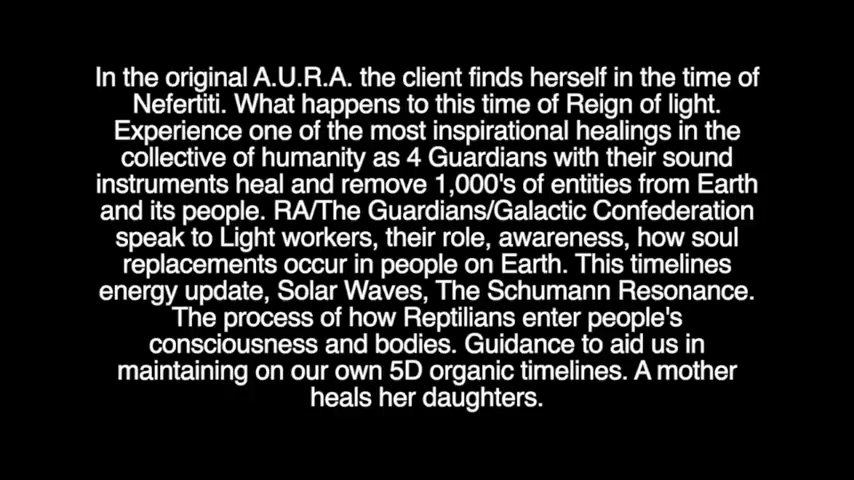 In the original A.U.R.A. the client finds herself in the time of
Nefertiti. What happens to this time of Reign of light.
Experience one of the most inspirational healings in the
collective of humanity as 4 Guardians with their sound
instruments heal and remove 1,000's of entities from Earth
and its people. RA/The Guardians/Galactic Confederation
speak to Light workers, their role, awareness, how soul
replacements occur in people on Earth. This timelines
energy update, Solar Waves, The Schumann Resonance.
The process of how Reptilians enter people's
consciousness and bodies. Guidance to aid us in
maintaining on our own 5D organic timelines. A mother
heals her daughters.